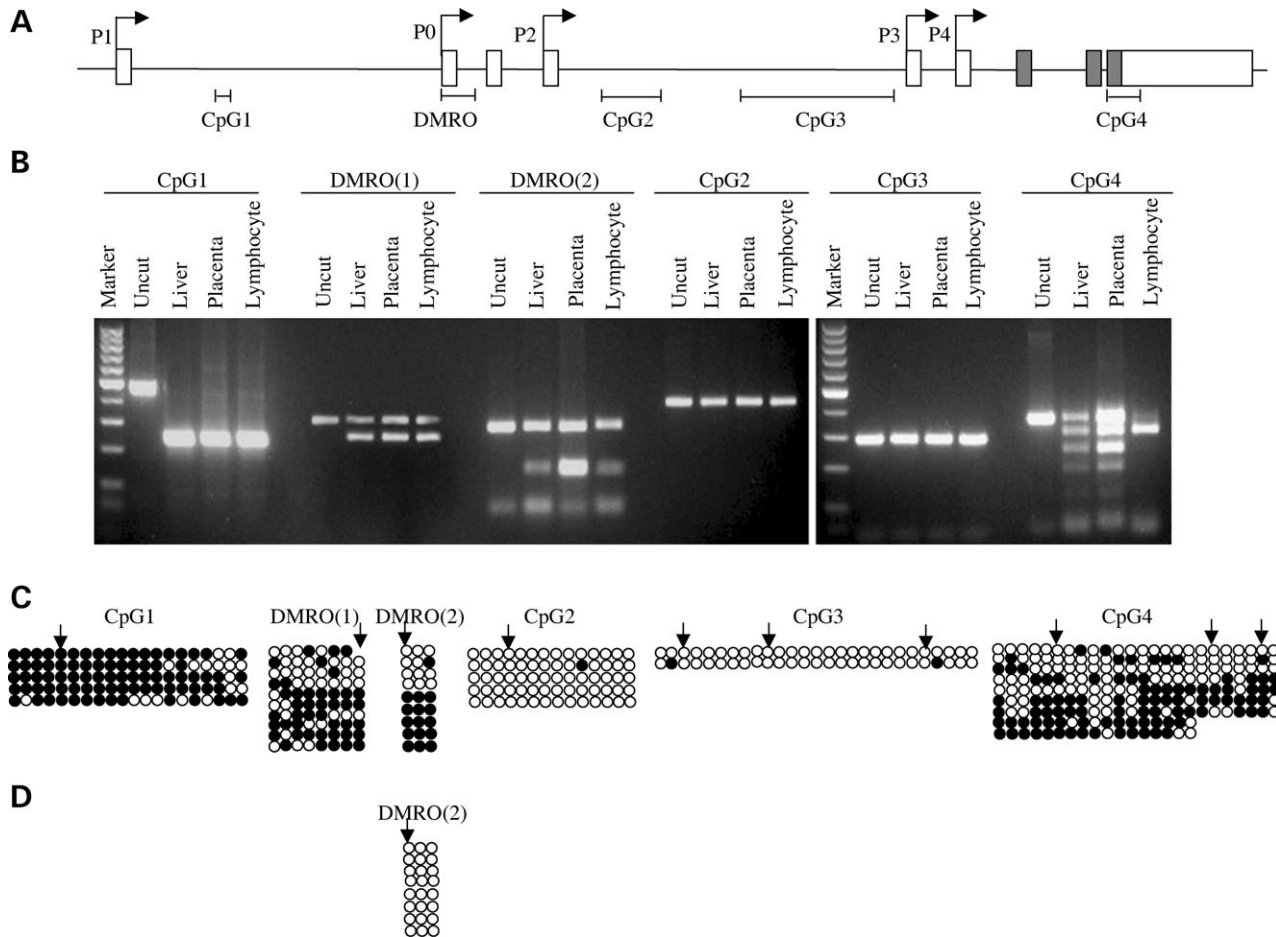 A
P1
P0
P2
P3
P4
CpG1
DMRO
CpG2
CpG3
CpG4
B
CpG1
DMRO(1)
DMRO(2)
CpG2
CpG3
CpG4
Marker
Uncut
Liver
Placenta
Lymphocyte
Uncut
Liver
Placenta
Lymphocyte
Uncut
Liver
Placenta
Lymphocyte
Uncut
Liver
Placenta
Lymphocyte
Marker
Uncut
Liver
Placenta
Lymphocyte
Uncut
Liver
Placenta
Lymphocyte
C
CpG1
DMRO(1)
DMRO(2)
CpG2
CpG3
CpG4
D
DMRO(2)